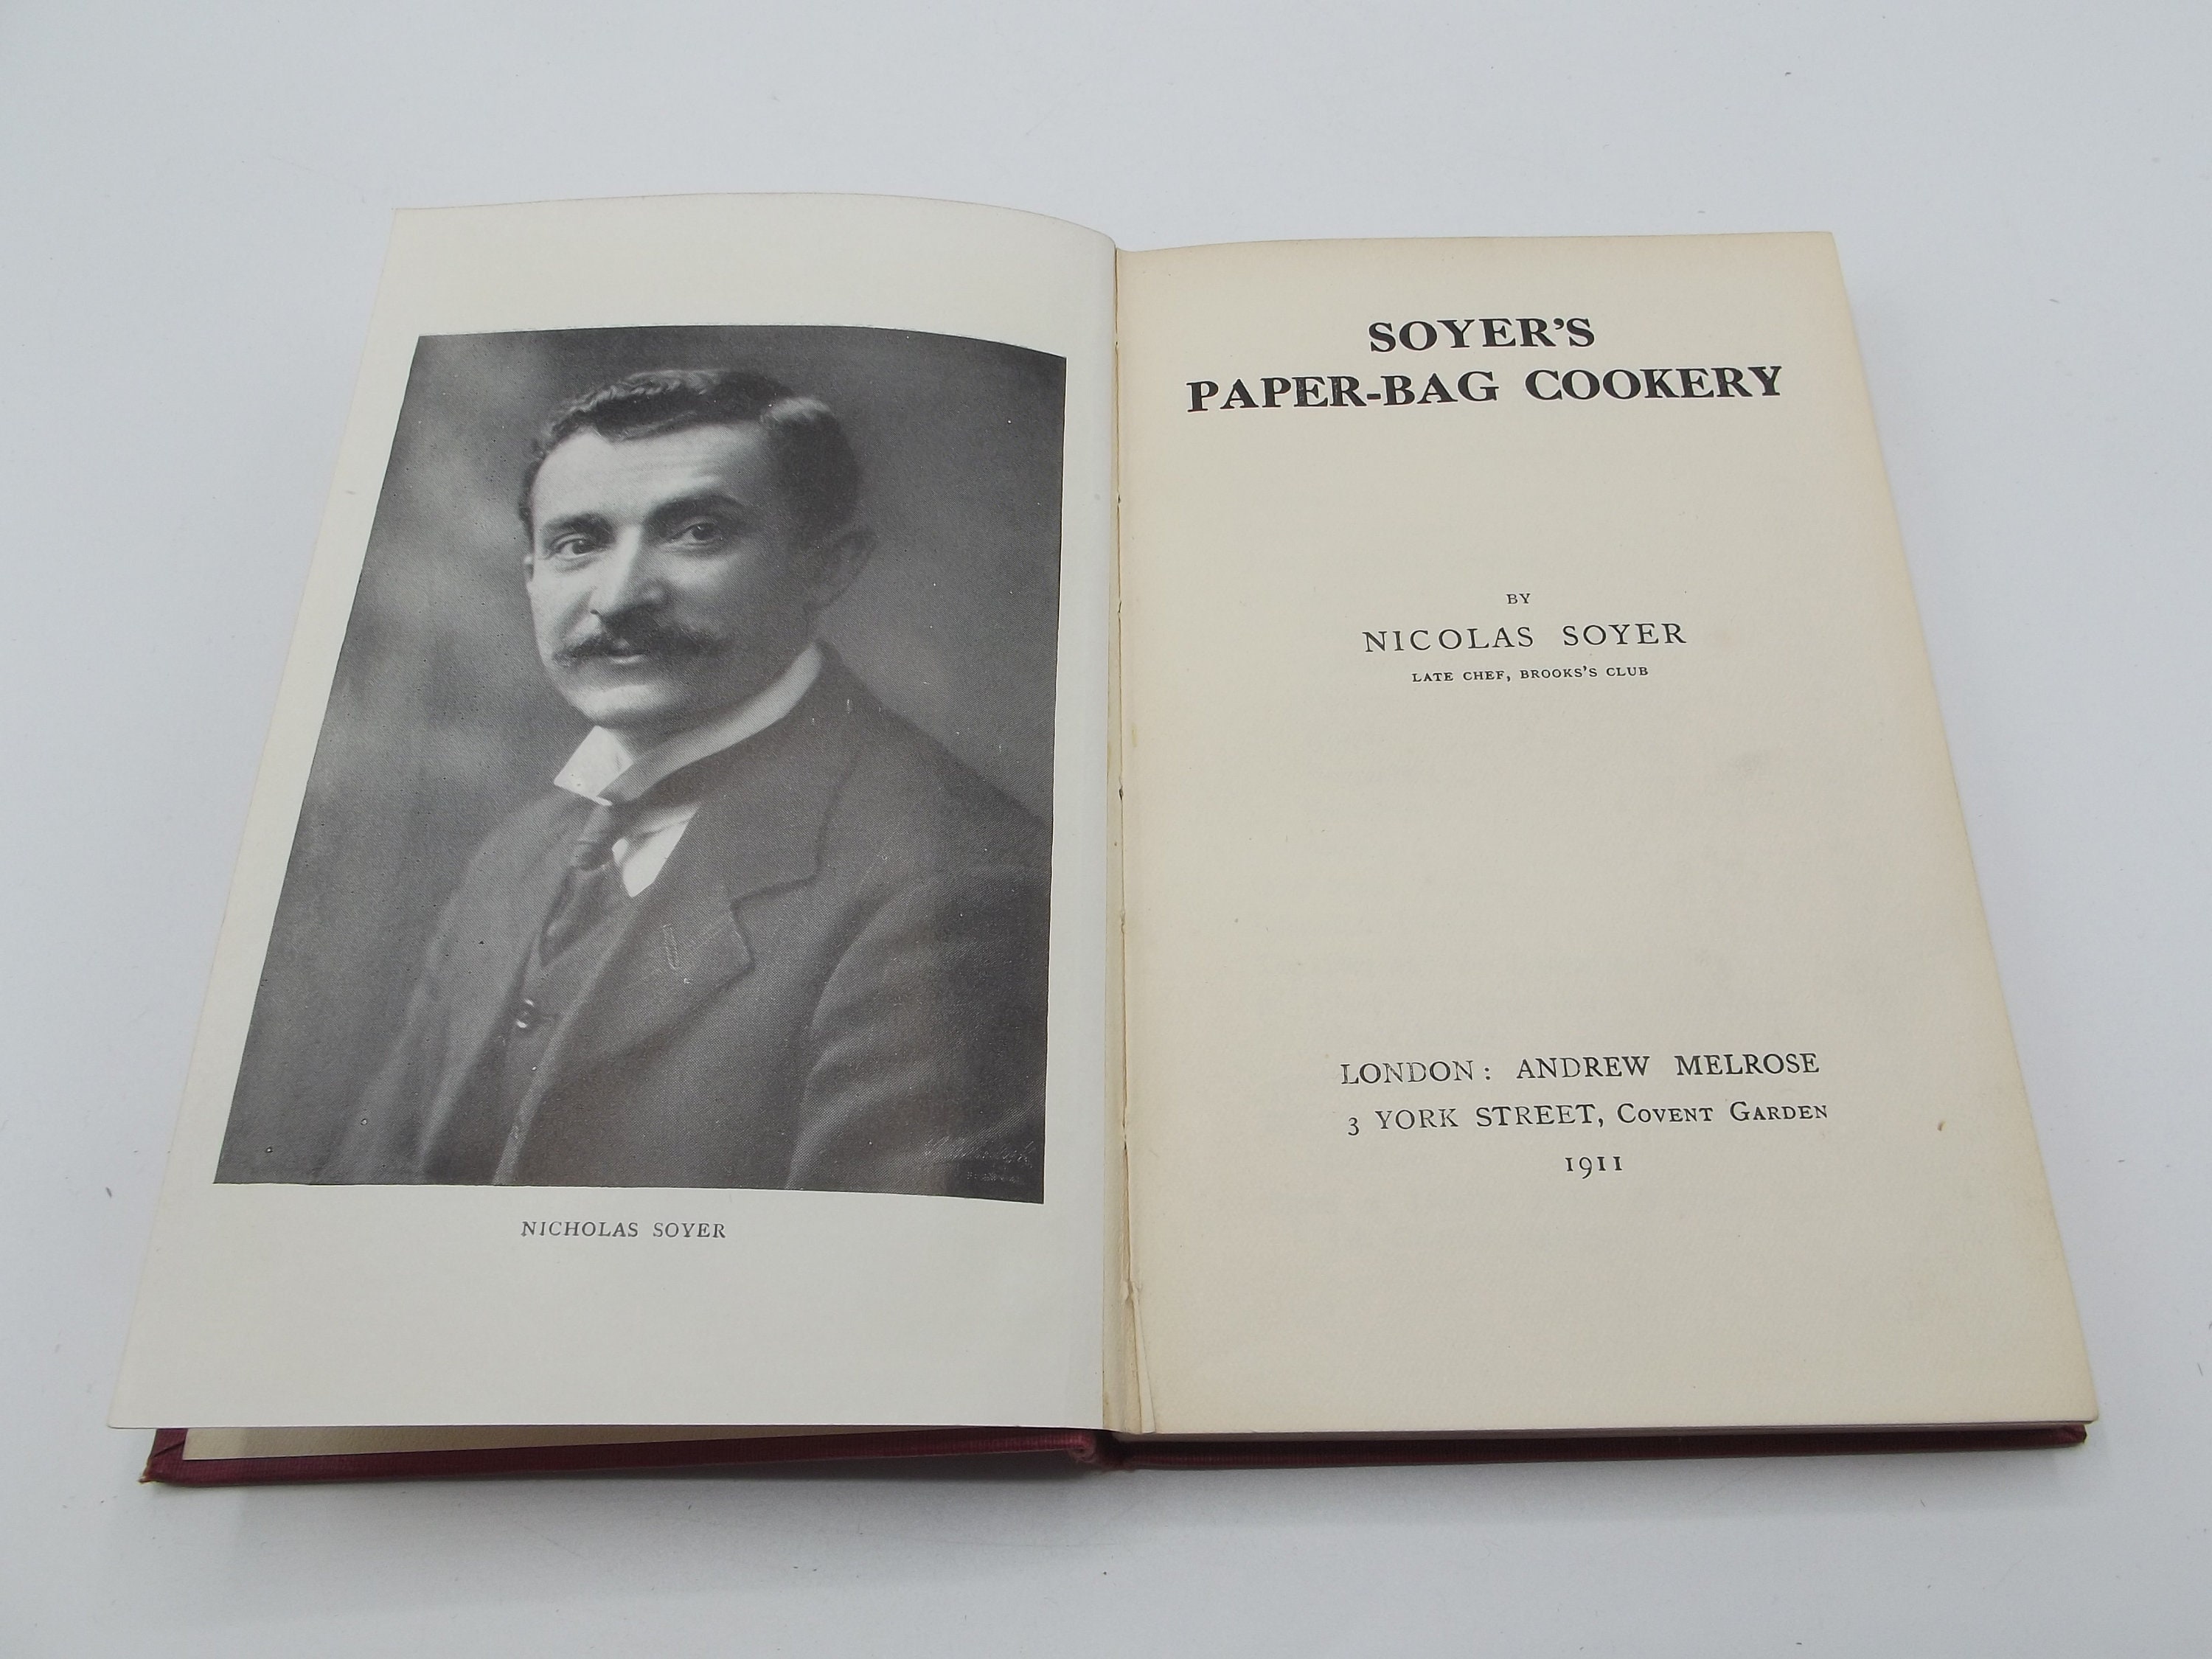 NICHOLAS SOYER
SOYER'S
PAPER-BAG COOKERY
BY
NICOLAS SOYER
LATE CHEF, BROOKS'S CLUB
LONDON: ANDREW MELROSE
3 YORK STREET, COVENT GARDEN
1911